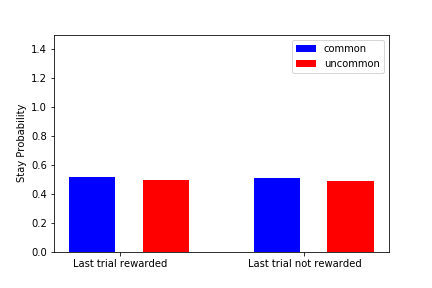 common
uncommon
Stay Probability
1.4
1.2
1.0
0.8
0.6
0.4
0.2
0.0
Last trial rewarded
Last trial not rewarded